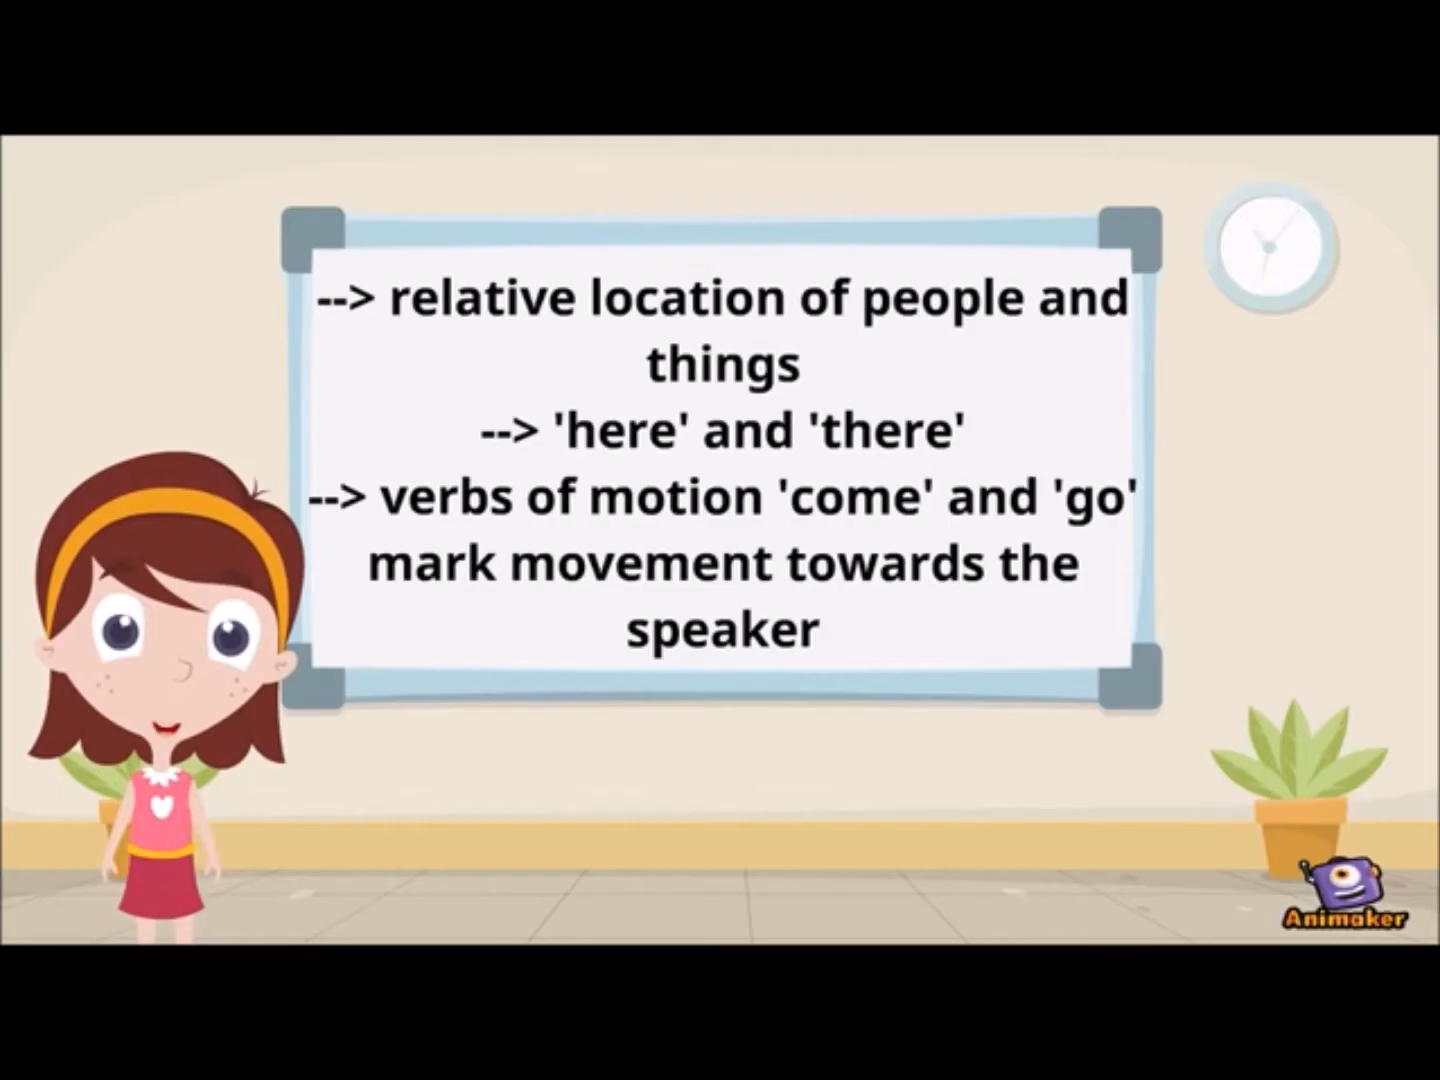 --> relative location of people and
things
--> 'here' and 'there'
--> verbs of motion 'come' and 'go'
mark movement towards the
speaker
Animaker